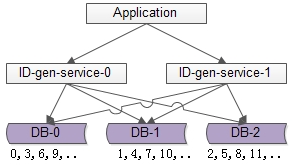 Application
ID-gen-service-0
ID-gen-service-1
DB-0
DB-1
DB-2
0,3,6,9,..
1,4,7,10,..
2,5,8,11,..